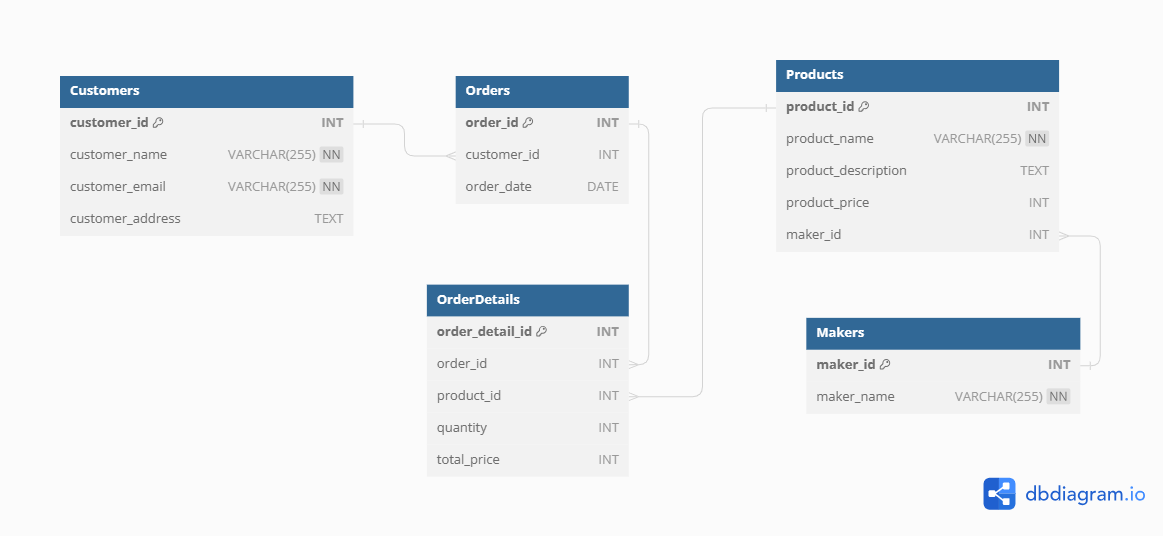 Customers
customer_id INT
customer_name VARCHAR(255) NN
customer_email VARCHAR(255) NN
customer_address TEXT
Orders
order_id INT
customer_id INT
order_date DATE
Products
product_id INT
product_name VARCHAR(255) NN
product_description TEXT
product_price INT
maker_id INT
OrderDetails
order_detail_id INT
order_id INT
product_id INT
quantity INT
total_price INT
Makers
maker_id INT
maker_name VARCHAR(255) NN
dbdiagram.io